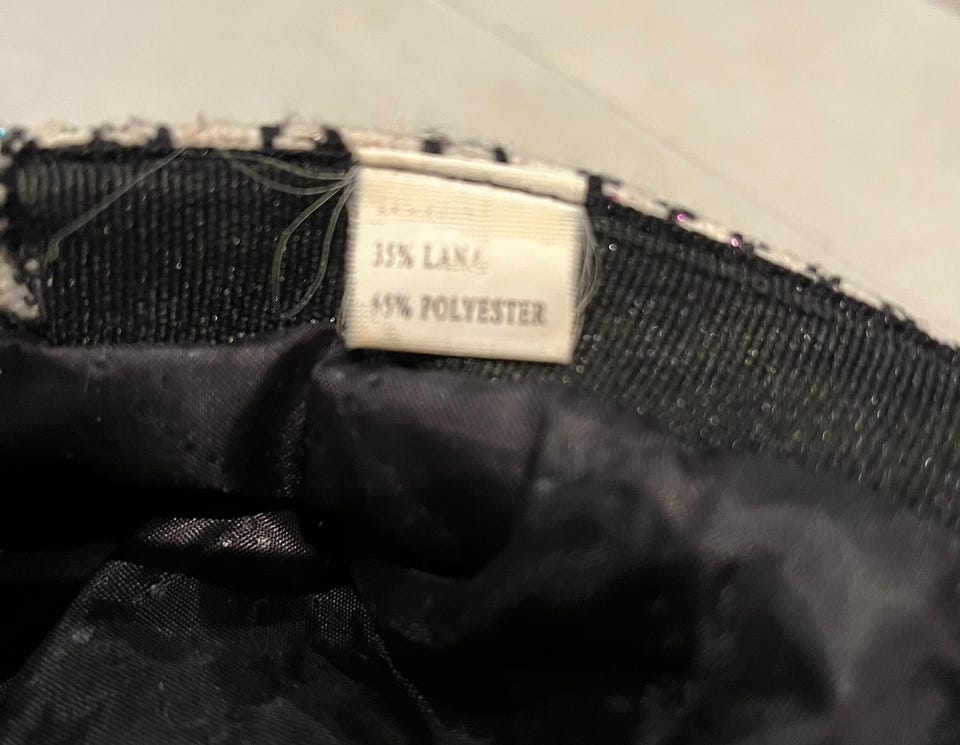 35% LANA
65% POLYESTER